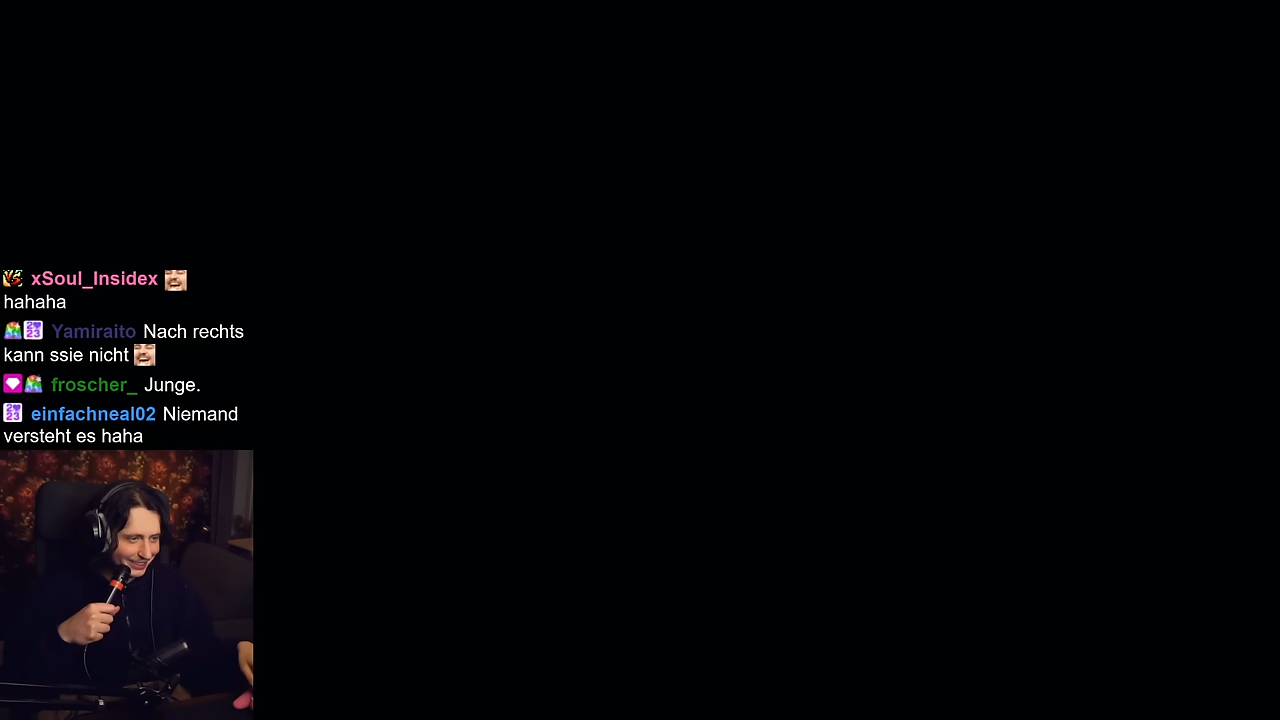 xSoul_Insidex
hahaha
Yamiraito Nach rechts
kann ssie nicht
froscher_ Junge.
einfachneal02 Niemand
versteht es haha